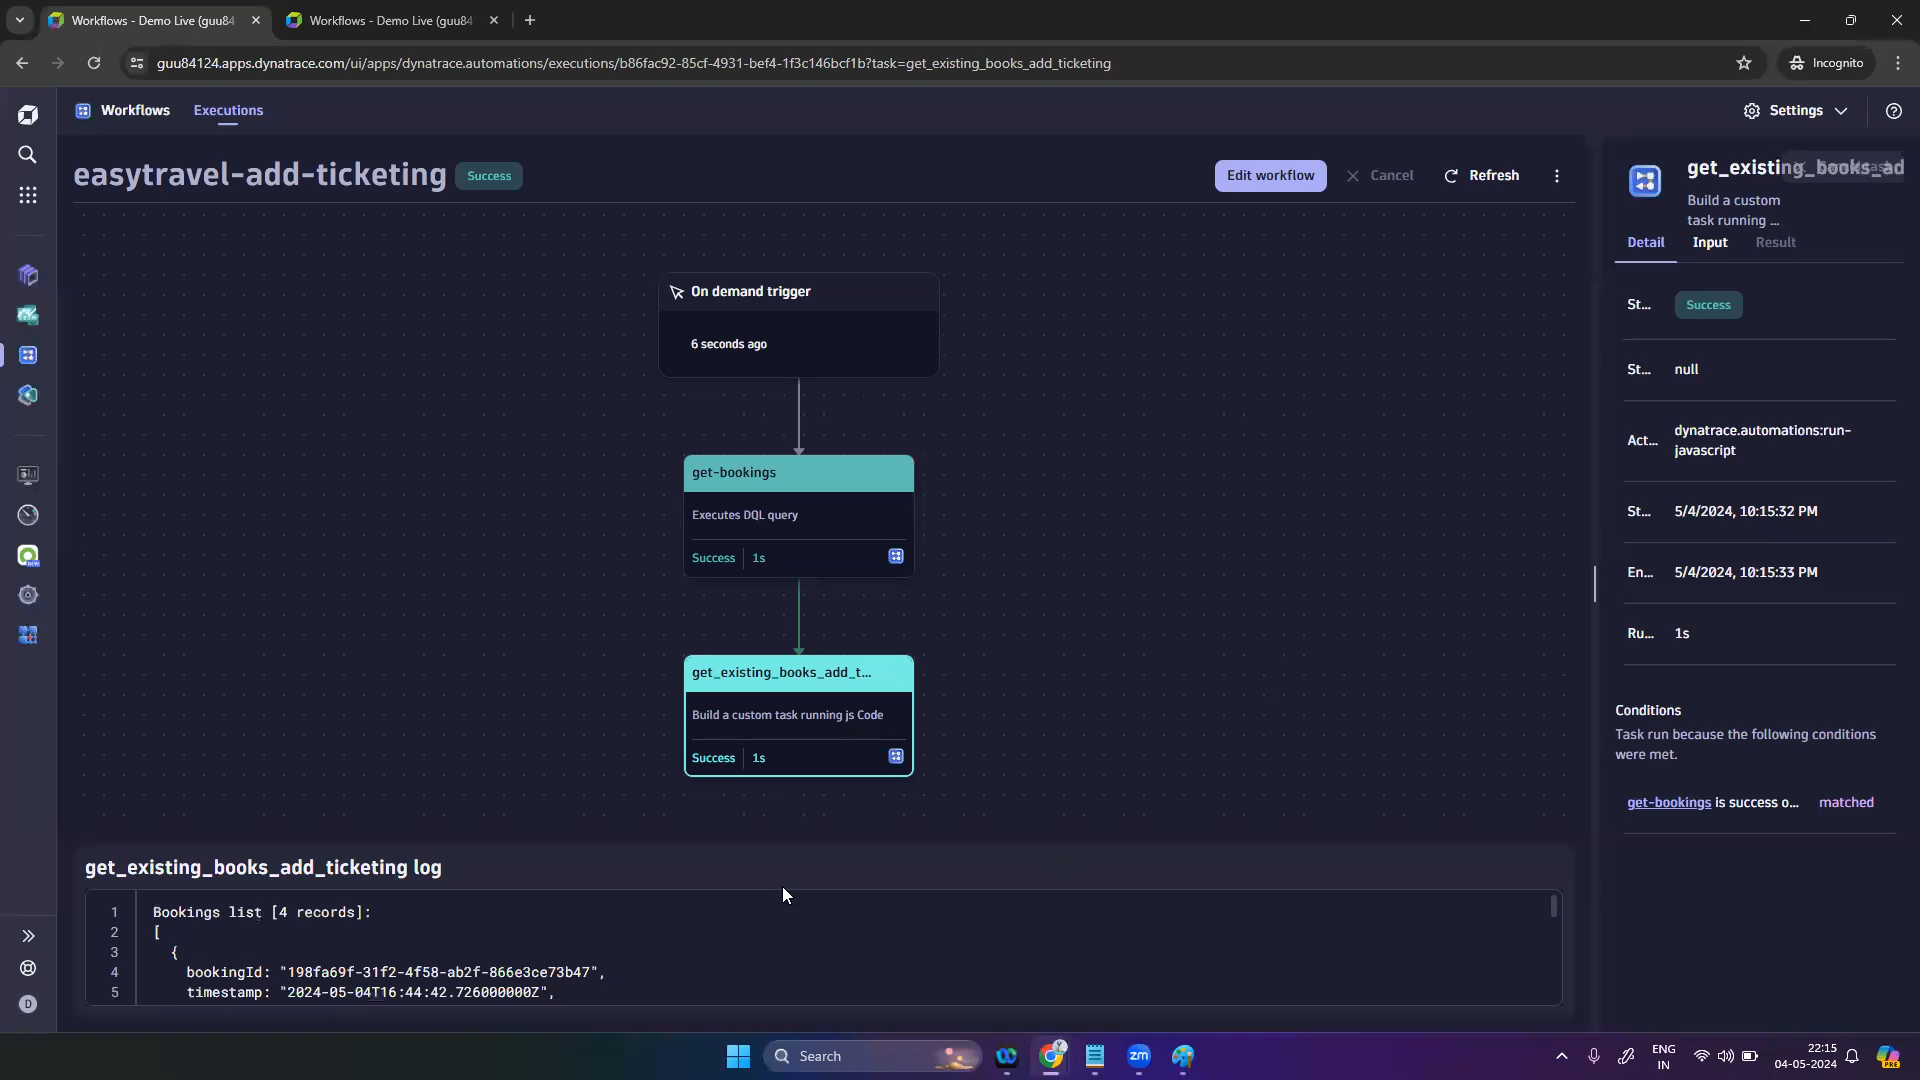 Workflows - Demo Live (guu84
Workflows - Demo Live (guu84
guu84124.apps.dynatrace.com/ui/apps/dynatrace.automations/executions/b86fac92-85cf-4931-bef4-1f3c146bcf1b?task=get_existing_books_add_ticketing
Incognito
Workflows
Executions
Settings
easytravel-add-ticketing
Success
Edit workflow
Cancel
Refresh
On demand trigger
6 seconds ago
get-bookings
Executes DQL query
Success 1s
get_existing_books_add_t...
Build a custom task running js Code
Success 1s
get_existing_books_add_ticketing log
1 Bookings list [4 records]:
2 [
3 {
4 bookingId: "198fa69f-31f2-4f58-ab2f-866e3ce73b47",
5 timestamp: "2024-05-04T16:44:42.726000000Z",
get_existing_books_ad
Build a custom
task running ...
Detail Input Result
St... Success
St... null
Act... dynatrace.automations:run-
javascript
St... 5/4/2024, 10:15:32 PM
En... 5/4/2024, 10:15:33 PM
Ru... 1s
Conditions
Task run because the following conditions
were met.
get-bookings is success o... matched
D
Search
zm
ENG
IN
22:15
04-05-2024
PRE